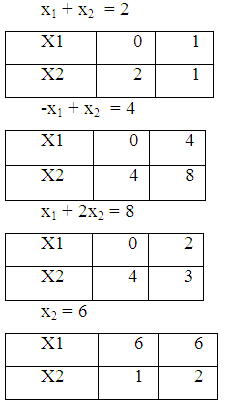 x₁ + x₂ = 2
X1 0 1
X2 2 1
-x₁ + x₂ = 4
X1 0 4
X2 4 8
x₁ + 2x₂ = 8
X1 0 2
X2 4 3
x₂ = 6
X1 6 6
X2 1 2